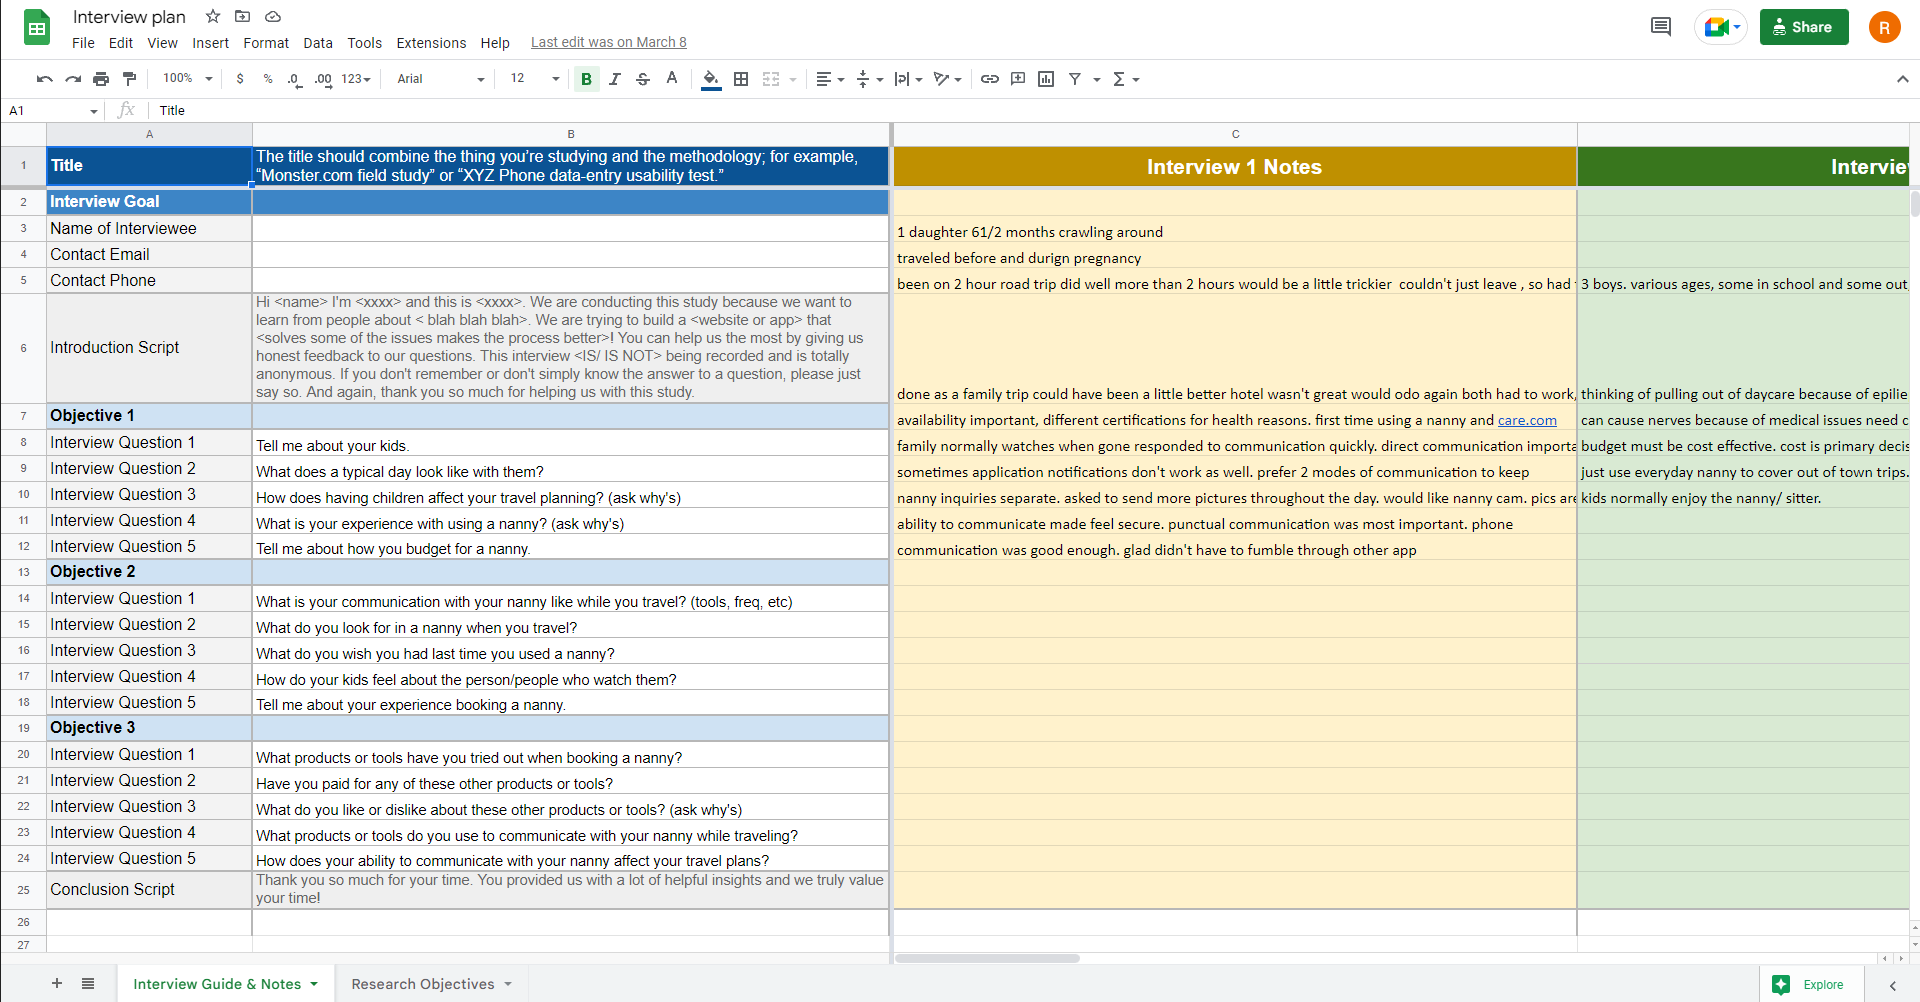 Interview plan
File Edit View Insert Format Data Tools Extensions Help Last edit was on March 8
Share
R
100% $ % .0 .00 123 Arial 12 B I S A
A1 fx Title
A B C
1 Title The title should combine the thing you’re studying and the methodology; for example,
“Monster.com field study” or “XYZ Phone data-entry usability test.”
Interview 1 Notes Intervie
2 Interview Goal
3 Name of Interviewee 1 daughter 61/2 months crawling around
4 Contact Email traveled before and durign pregnancy
5 Contact Phone been on 2 hour road trip did well more than 2 hours would be a little trickier couldn't just leave , so had 3 boys. various ages, some in school and some out,
6 Introduction Script
Hi <name> I'm <xxxx> and this is <xxxx>. We are conducting this study because we want to
learn from people about < blah blah blah>. We are trying to build a <website or app> that
<solves some of the issues makes the process better>! You can help us the most by giving us
honest feedback to our questions. This interview <IS/ IS NOT> being recorded and is totally
anonymous. If you don't remember or don't simply know the answer to a question, please just
say so. And again, thank you so much for helping us with this study.
done as a family trip could have been a little better hotel wasn't great would odo again both had to work, thinking of pulling out of daycare because of epilie
7 Objective 1 availability important, different certifications for health reasons. first time using a nanny and care.com can cause nerves because of medical issues need c
8 Interview Question 1 Tell me about your kids. family normally watches when gone responded to communication quickly. direct communication importa budget must be cost effective. cost is primary decis
9 Interview Question 2 What does a typical day look like with them? sometimes application notifications don't work as well. prefer 2 modes of communication to keep just use everyday nanny to cover out of town trips.
10 Interview Question 3 How does having children affect your travel planning? (ask why's) nanny inquiries separate. asked to send more pictures throughout the day. would like nanny cam. pics are kids normally enjoy the nanny/ sitter.
11 Interview Question 4 What is your experience with using a nanny? (ask why's) ability to communicate made feel secure. punctual communication was most important. phone
12 Interview Question 5 Tell me about how you budget for a nanny. communication was good enough. glad didn't have to fumble through other app
13 Objective 2
14 Interview Question 1 What is your communication with your nanny like while you travel? (tools, freq, etc)
15 Interview Question 2 What do you look for in a nanny when you travel?
16 Interview Question 3 What do you wish you had last time you used a nanny?
17 Interview Question 4 How do your kids feel about the person/people who watch them?
18 Interview Question 5 Tell me about your experience booking a nanny.
19 Objective 3
20 Interview Question 1 What products or tools have you tried out when booking a nanny?
21 Interview Question 2 Have you paid for any of these other products or tools?
22 Interview Question 3 What do you like or dislike about these other products or tools? (ask why's)
23 Interview Question 4 What products or tools do you use to communicate with your nanny while traveling?
24 Interview Question 5 How does your ability to communicate with your nanny affect your travel plans?
25 Conclusion Script Thank you so much for your time. You provided us with a lot of helpful insights and we truly value
your time!
26
27
Interview Guide & Notes Research Objectives Explore